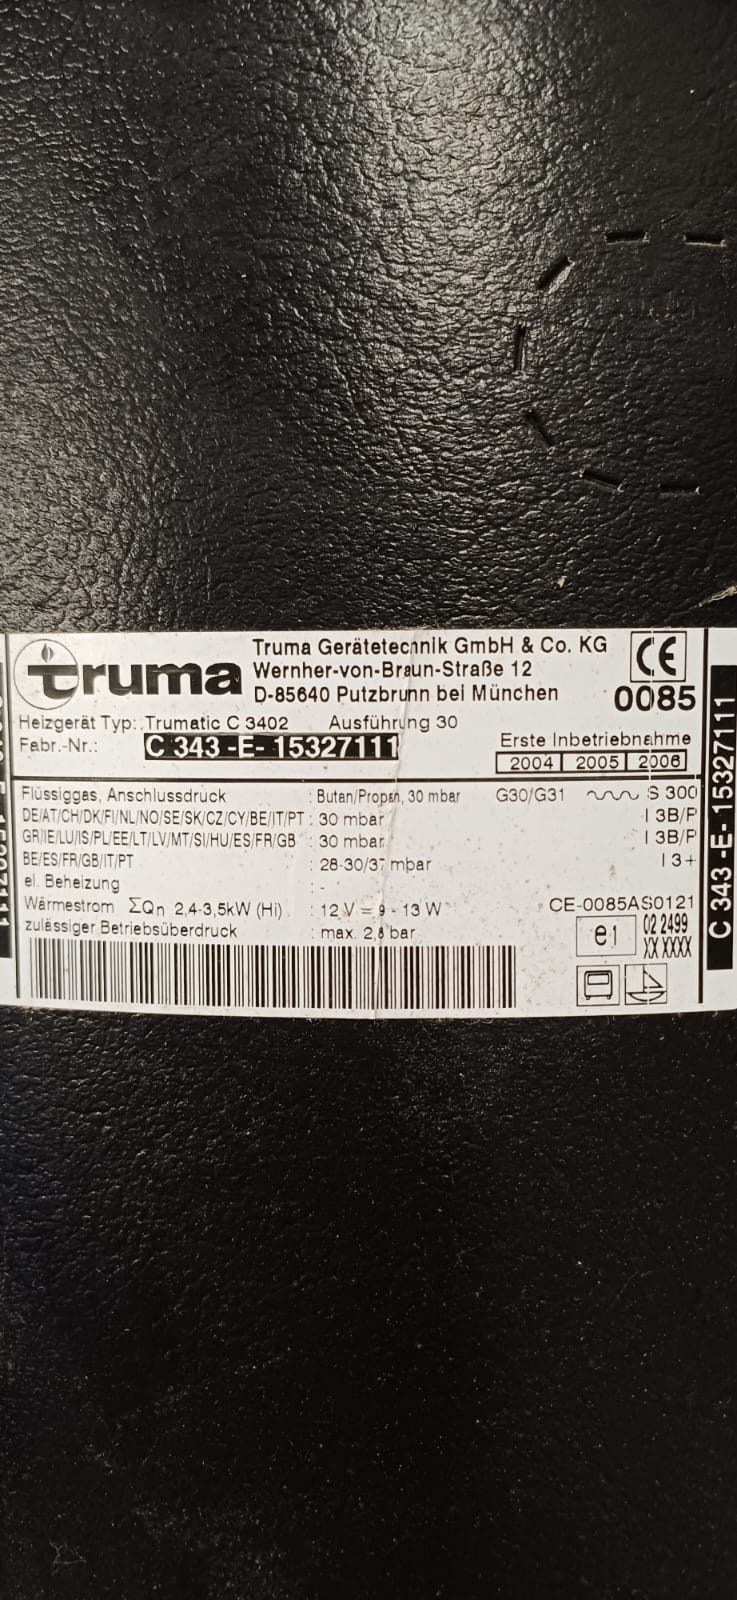 truma
Truma Gerätetechnik GmbH & Co. KG
Wernher-von-Braun-Straße 12
D-85640 Putzbrunn bei München
CE
0085
Heizgerät Typ: Trumatic C 3402 Ausführung 30
Fabr.-Nr.: C 343 -E- 15327111
Erste Inbetriebnahme
2004 2005 2006
Flüssiggas, Anschlussdruck : Butan/Propan, 30 mbar G30/G31 S 300
DE/AT/CH/DK/FI/NL/NO/SE/SK/CZ/CY/BE/IT/PT : 30 mbar I 3B/P
GR/IE/LU/IS/PL/EE/LT/LV/MT/SI/HU/ES/FR/GB : 30 mbar I 3B/P
BE/ES/FR/GB/IT/PT : 28-30/37 mbar I 3+
el. Beheizung : -
Wärmestrom ΣQn 2,4-3,5kW (Hi) : 12 V = 9 - 13 W CE-0085AS0121
zulässiger Betriebsüberdruck : max. 2,8 bar
e1 02 2499
XX XXXX
C 343 -E- 15327111